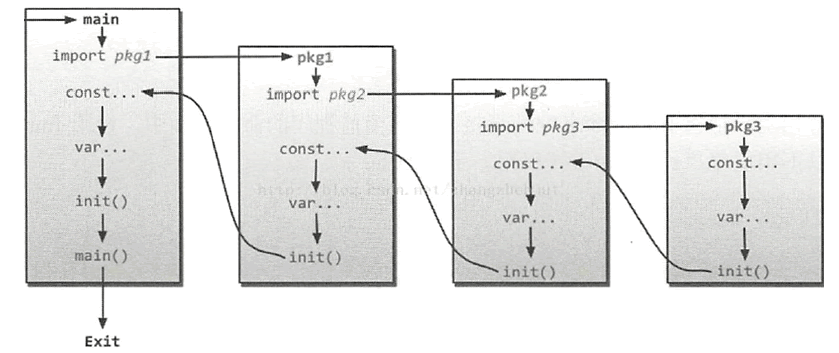 main
import pkg1
const...
var...
init()
main()
Exit
pkg1
import pkg2
const...
var...
init()
pkg2
import pkg3
const...
var...
init()
pkg3
const...
var...
init()